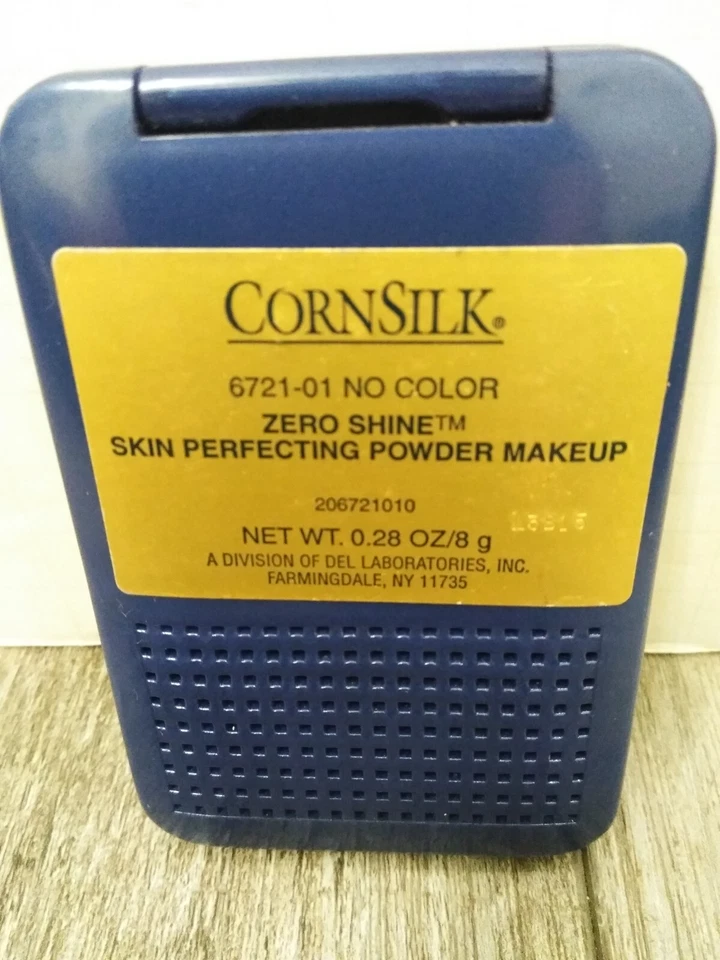 CORNSILK®
6721-01 NO COLOR
ZERO SHINE™
SKIN PERFECTING POWDER MAKEUP
206721010
NET WT. 0.28 OZ/8 g
A DIVISION OF DEL LABORATORIES, INC.
FARMINGDALE, NY 11735